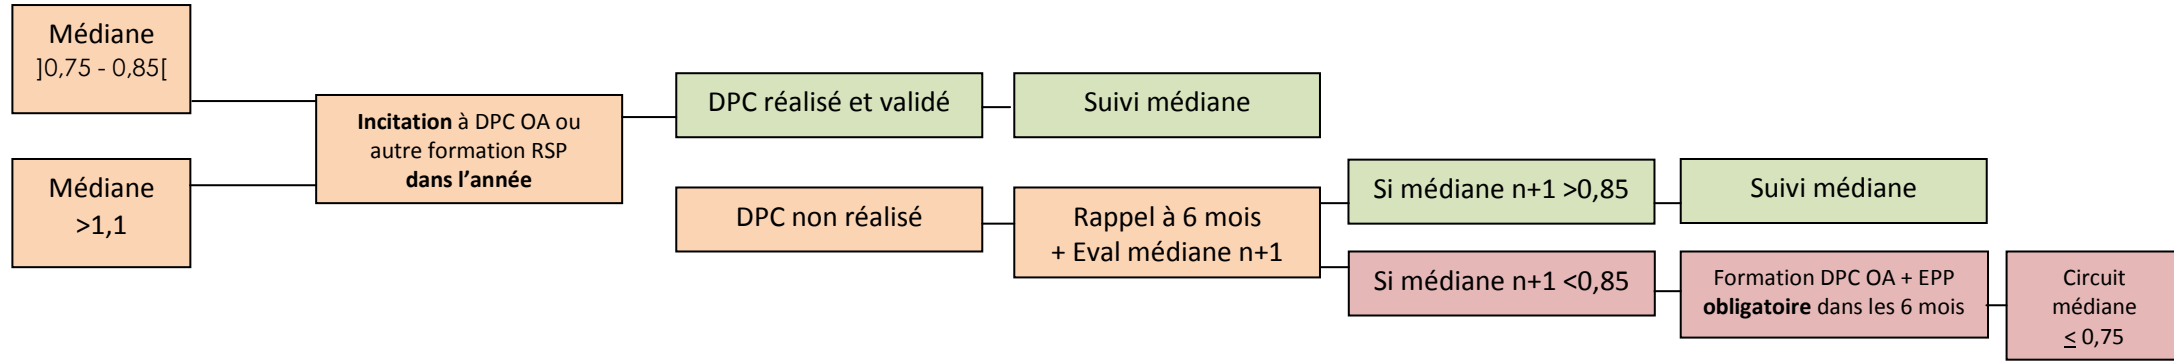 Médiane
]0,75 - 0,85[
Médiane
>1,1
Incitation à DPC OA ou
autre formation RSP
dans l'année
DPC réalisé et validé
Suivi médiane
DPC non réalisé
Rappel à 6 mois
+ Eval médiane n+1
Si médiane n+1 >0,85
Suivi médiane
Si médiane n+1 <0,85
Formation DPC OA + EPP
obligatoire dans les 6 mois
Circuit
médiane
≤ 0,75